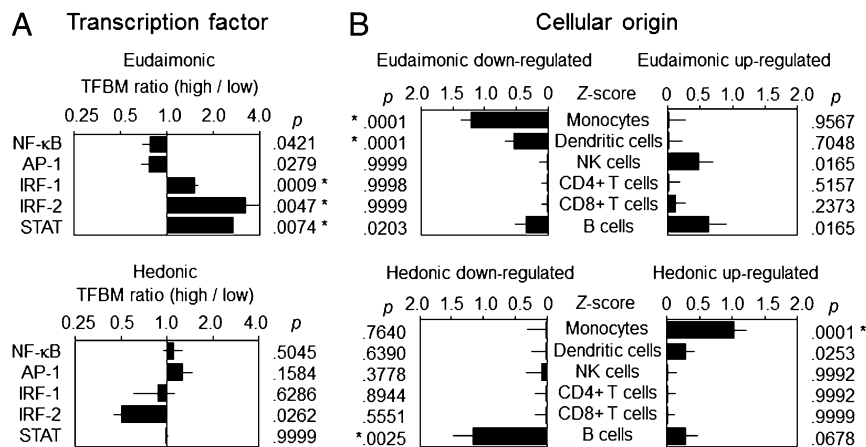 A Transcription factor
B Cellular origin
Eudaimonic
TFBM ratio (high / low)
0.25 0.5 1.0 2.0 4.0 p
NF-κB .0421
AP-1 .0279
IRF-1 .0009 *
IRF-2 .0047 *
STAT .0074 *
Hedonic
TFBM ratio (high / low)
0.25 0.5 1.0 2.0 4.0 p
NF-κB .5045
AP-1 .1584
IRF-1 .6286
IRF-2 .0262
STAT .9999
Eudaimonic down-regulated Eudaimonic up-regulated
p 2.0 1.5 1.0 0.5 0 Z-score 0 0.5 1.0 1.5 2.0 p
* .0001 Monocytes .9567
* .0001 Dendritic cells .7048
.9999 NK cells .0165
.9998 CD4+ T cells .5157
.9999 CD8+ T cells .2373
.0203 B cells .0165
Hedonic down-regulated Hedonic up-regulated
p 2.0 1.5 1.0 0.5 0 Z-score 0 0.5 1.0 1.5 2.0 p
.7640 Monocytes .0001 *
.6390 Dendritic cells .0253
.3778 NK cells .9992
.8944 CD4+ T cells .9992
.5551 CD8+ T cells .9999
* .0025 B cells .0678